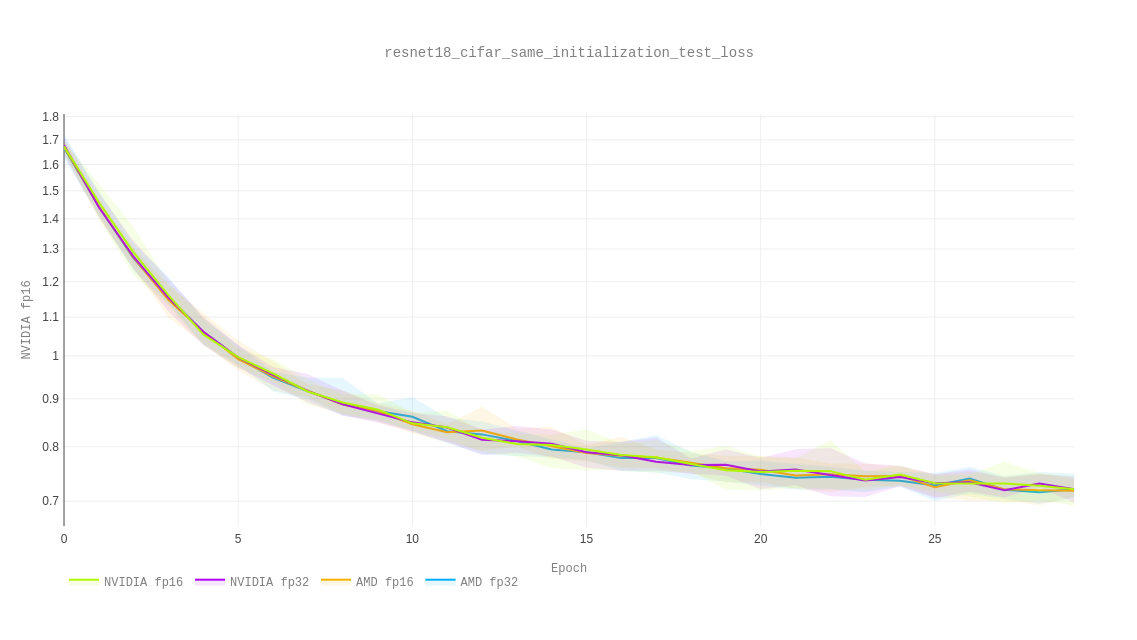 resnet18_cifar_same_initialization_test_loss
1.8
1.7
1.6
1.5
1.4
1.3
1.2
1.1
1
0.9
0.8
0.7
NVIDIA fp16
0
5
10
15
20
25
Epoch
NVIDIA fp16
NVIDIA fp32
AMD fp16
AMD fp32